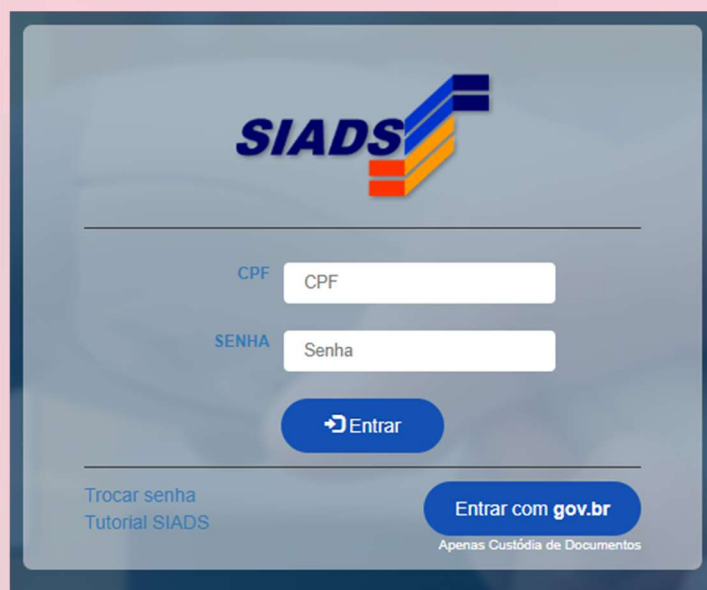 SIADS
CPF
CPF
SENHA
Senha
Entrar
Trocar senha
Tutorial SIADS
Entrar com gov.br
Apenas Custódia de Documentos